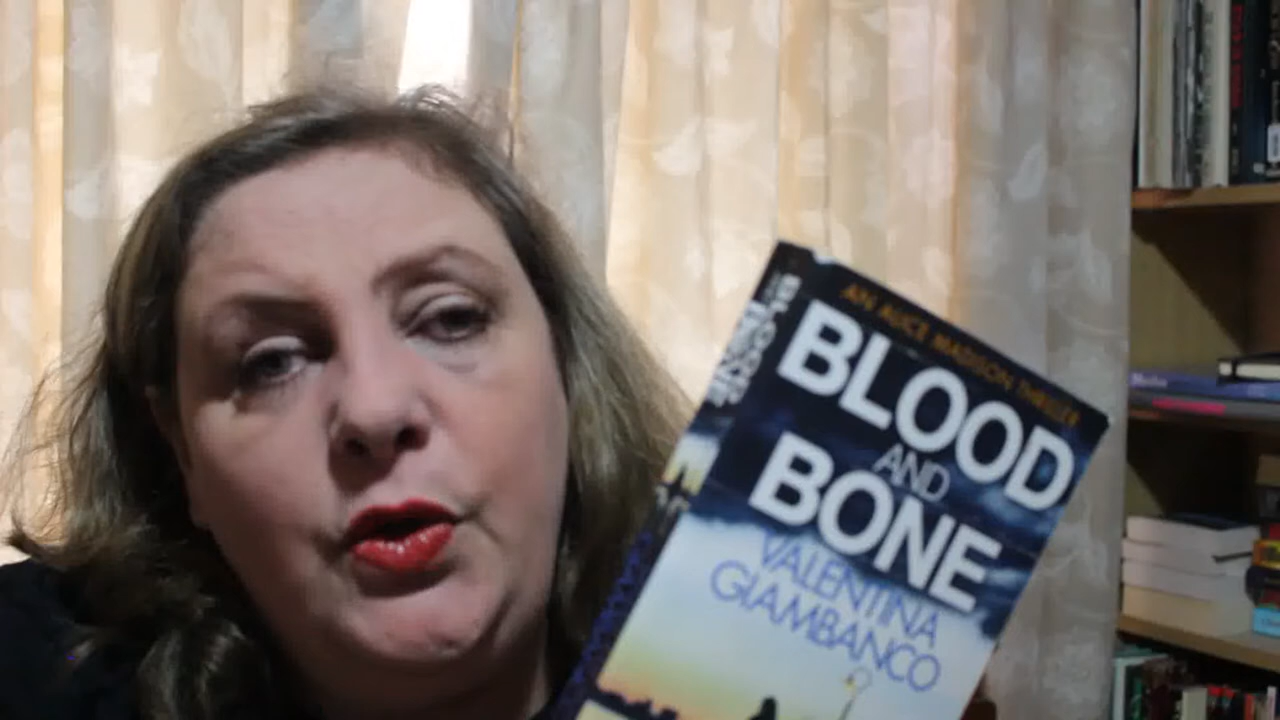 AN ALICE MADISON THRILLER
BLOOD
AND
BONE
VALENTINA
GIAMBANCO